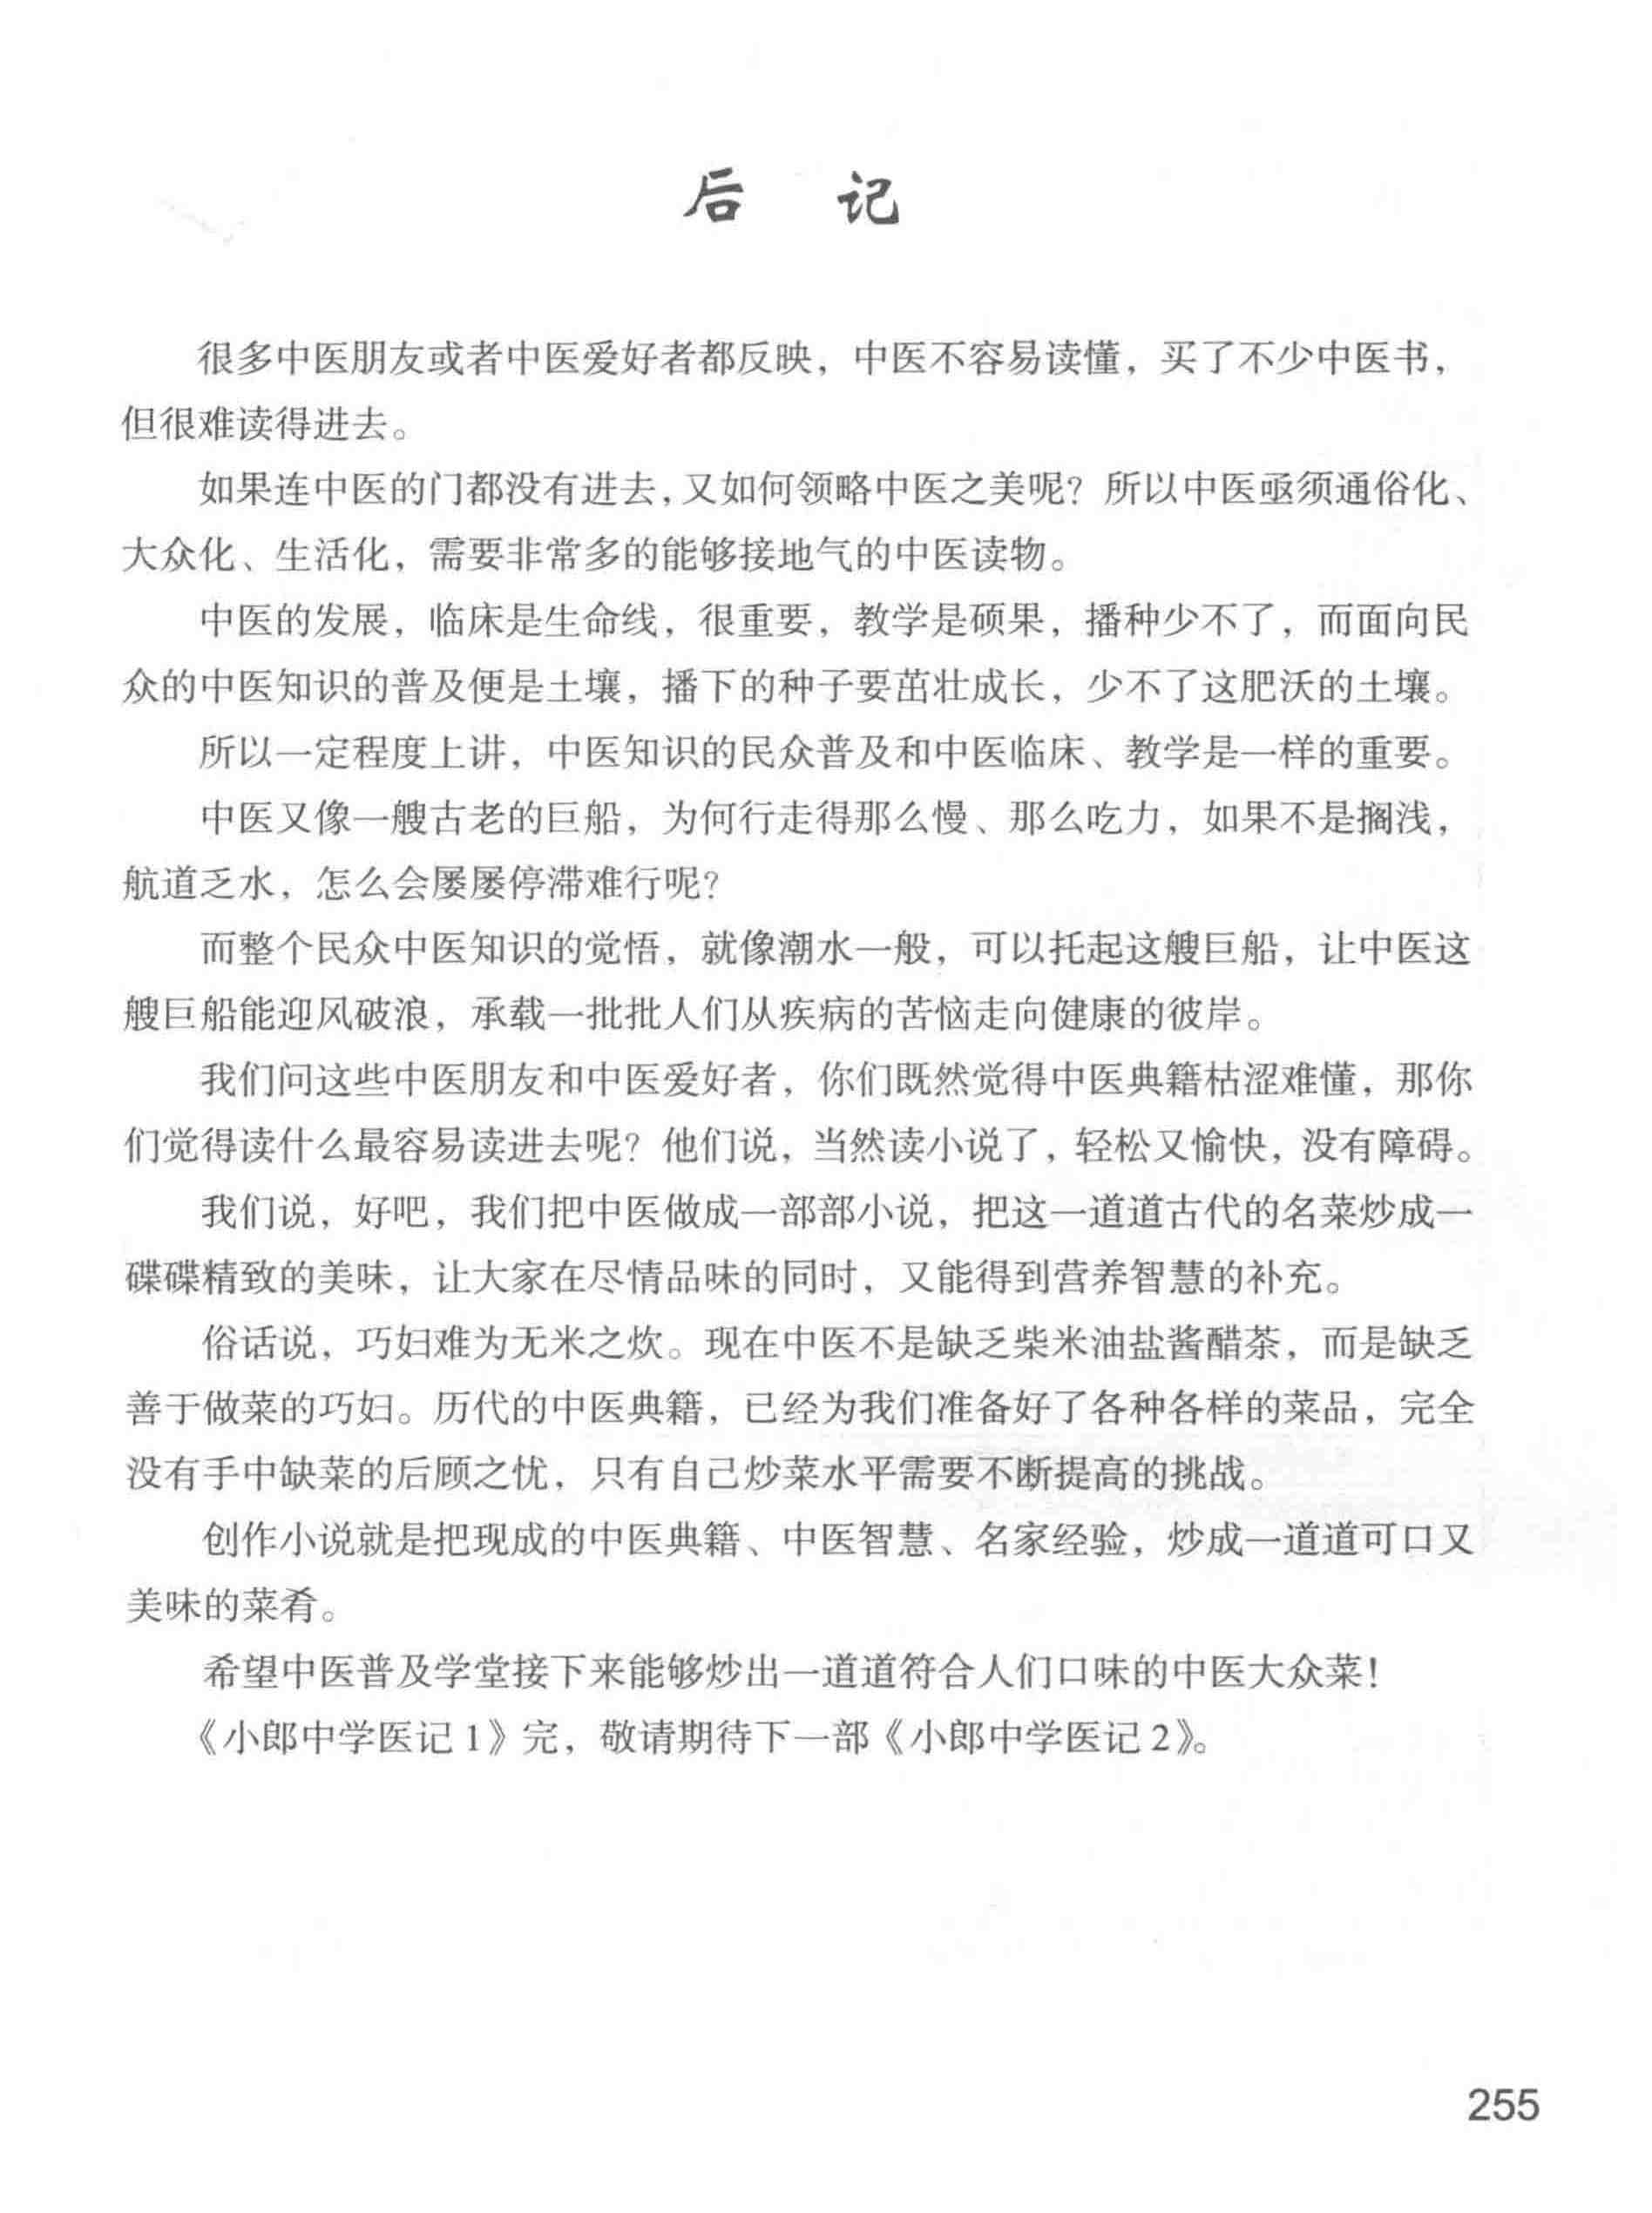 后 记
很多中医朋友或者中医爱好者都反映，中医不容易读懂，买了不少中医书，
但很难读得进去。
如果连中医的门都没有进去，又如何领略中医之美呢？所以中医亟须通俗化、
大众化、生活化，需要非常多的能够接地气的中医读物。
中医的发展，临床是生命线，很重要，教学是硕果，播种少不了，而面向民
众的中医知识的普及便是土壤，播下的种子要茁壮成长，少不了这肥沃的土壤。
所以一定程度上讲，中医知识的民众普及和中医临床、教学是一样的重要。
中医又像一艘古老的巨船，为何行走得那么慢、那么吃力，如果不是搁浅，
航道乏水，怎么会屡屡停滞难行呢？
而整个民众中医知识的觉悟，就像潮水一般，可以托起这艘巨船，让中医这
艘巨船能迎风破浪，承载一批批人们从疾病的苦恼走向健康的彼岸。
我们问这些中医朋友和中医爱好者，你们既然觉得中医典籍枯涩难懂，那你
们觉得读什么最容易读进去呢？他们说，当然读小说了，轻松又愉快，没有障碍。
我们说，好吧，我们把中医做成一部部小说，把这一道道古代的名菜炒成一
碟碟精致的美味，让大家在尽情品味的同时，又能得到营养智慧的补充。
俗话说，巧妇难为无米之炊。现在中医不是缺乏柴米油盐酱醋茶，而是缺乏
善于做菜的巧妇。历代的中医典籍，已经为我们准备好了各种各样的菜品，完全
没有手中缺菜的后顾之忧，只有自己炒菜水平需要不断提高的挑战。
创作小说就是把现成的中医典籍、中医智慧、名家经验，炒成一道道可口又
美味的菜肴。
希望中医普及学堂接下来能够炒出一道道符合人们口味的中医大众菜！
《小郎中学医记1》完，敬请期待下一部《小郎中学医记2》。
255